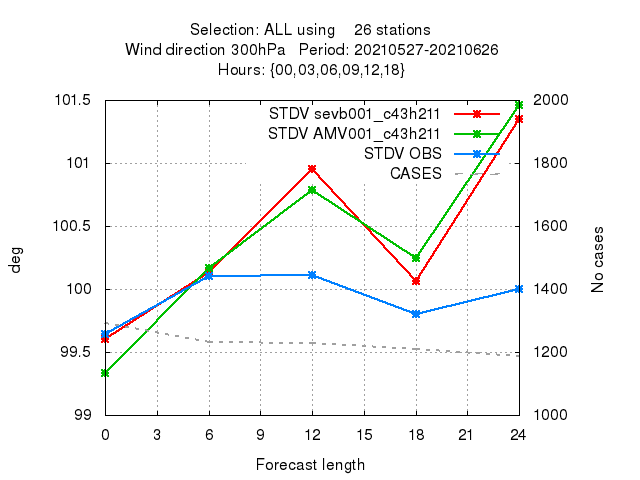 Selection: ALL using 26 stations
Wind direction 300hPa Period: 20210527-20210626
Hours: {00,03,06,09,12,18}
STDV sevb001_c43h211
STDV AMV001_c43h211
STDV OBS
CASES
101.5
101
100.5
100
99.5
99
deg
2000
1800
1600
1400
1200
1000
No cases
0 3 6 9 12 15 18 21 24
Forecast length